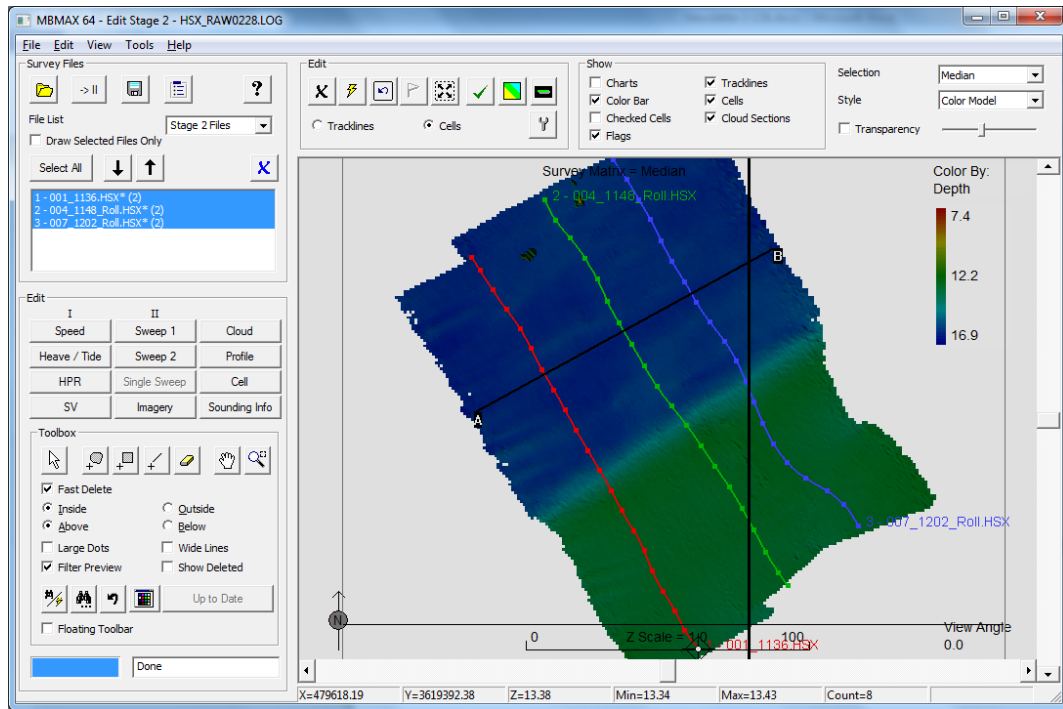 MBMAX 64 - Edit Stage 2 - HSX_RAW0228.LOG
File Edit View Tools Help
Survey Files
-> II
?
File List
Stage 2 Files
Draw Selected Files Only
Select All
X
1 - 001_1136.HSX* (2)
2 - 004_1148_Roll.HSX* (2)
3 - 007_1202_Roll.HSX* (2)
Edit
I II
Speed Sweep 1 Cloud
Heave / Tide Sweep 2 Profile
HPR Single Sweep Cell
SV Imagery Sounding Info
Toolbox
Fast Delete
Inside Outside
Above Below
Large Dots Wide Lines
Filter Preview Show Deleted
Up to Date
Floating Toolbar
Done
Edit
X
Tracklines Cells
Show
Charts Tracklines
Color Bar Cells
Checked Cells Cloud Sections
Flags
Selection Median
Style Color Model
Transparency
Survey Matrix = Median
2 - 004_1148_Roll.HSX
Color By:
Depth
7.4
12.2
16.9
B
A
3 - 007_1202_Roll.HSX
N
0 Z Scale = 1.0 100
1 - 001_1136.HSX
View Angle
0.0
X=479618.19 Y=3619392.38 Z=13.38 Min=13.34 Max=13.43 Count=8